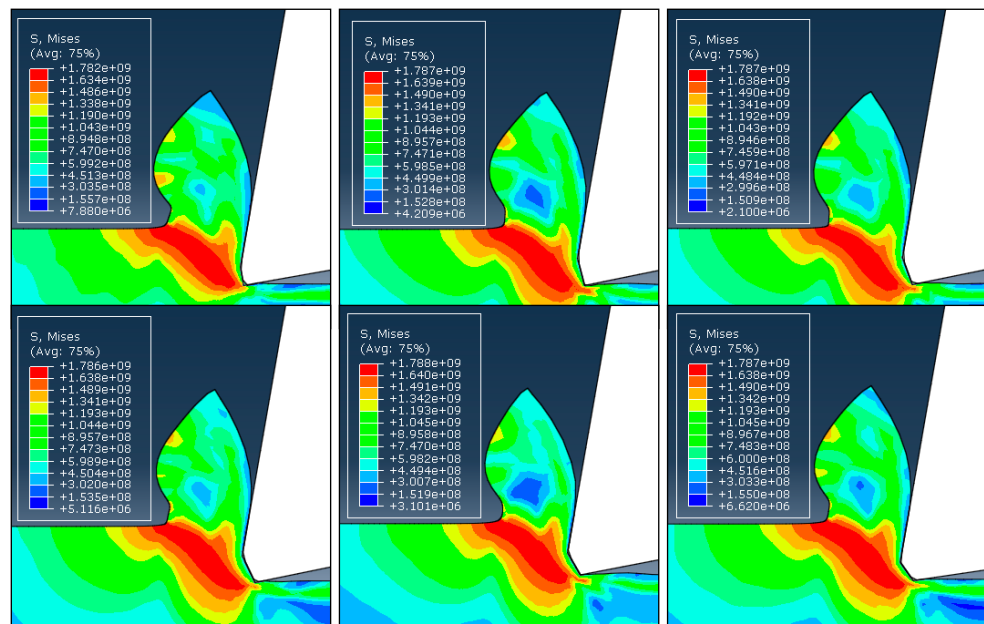 S, Mises
(Avg: 75%)
+1.782e+09
+1.634e+09
+1.486e+09
+1.338e+09
+1.190e+09
+1.043e+09
+8.948e+08
+7.470e+08
+5.992e+08
+4.513e+08
+3.035e+08
+1.557e+08
+7.880e+06
S, Mises
(Avg: 75%)
+1.787e+09
+1.639e+09
+1.490e+09
+1.341e+09
+1.193e+09
+1.044e+09
+8.957e+08
+7.471e+08
+5.985e+08
+4.499e+08
+3.014e+08
+1.528e+08
+4.209e+06
S, Mises
(Avg: 75%)
+1.787e+09
+1.638e+09
+1.490e+09
+1.341e+09
+1.192e+09
+1.043e+09
+8.946e+08
+7.459e+08
+5.971e+08
+4.484e+08
+2.996e+08
+1.509e+08
+2.100e+06
S, Mises
(Avg: 75%)
+1.786e+09
+1.638e+09
+1.489e+09
+1.341e+09
+1.193e+09
+1.044e+09
+8.957e+08
+7.473e+08
+5.989e+08
+4.504e+08
+3.020e+08
+1.535e+08
+5.116e+06
S, Mises
(Avg: 75%)
+1.788e+09
+1.640e+09
+1.491e+09
+1.342e+09
+1.193e+09
+1.045e+09
+8.958e+08
+7.470e+08
+5.982e+08
+4.494e+08
+3.007e+08
+1.519e+08
+3.101e+06
S, Mises
(Avg: 75%)
+1.787e+09
+1.638e+09
+1.490e+09
+1.342e+09
+1.193e+09
+1.045e+09
+8.967e+08
+7.483e+08
+6.000e+08
+4.516e+08
+3.033e+08
+1.550e+08
+6.620e+06